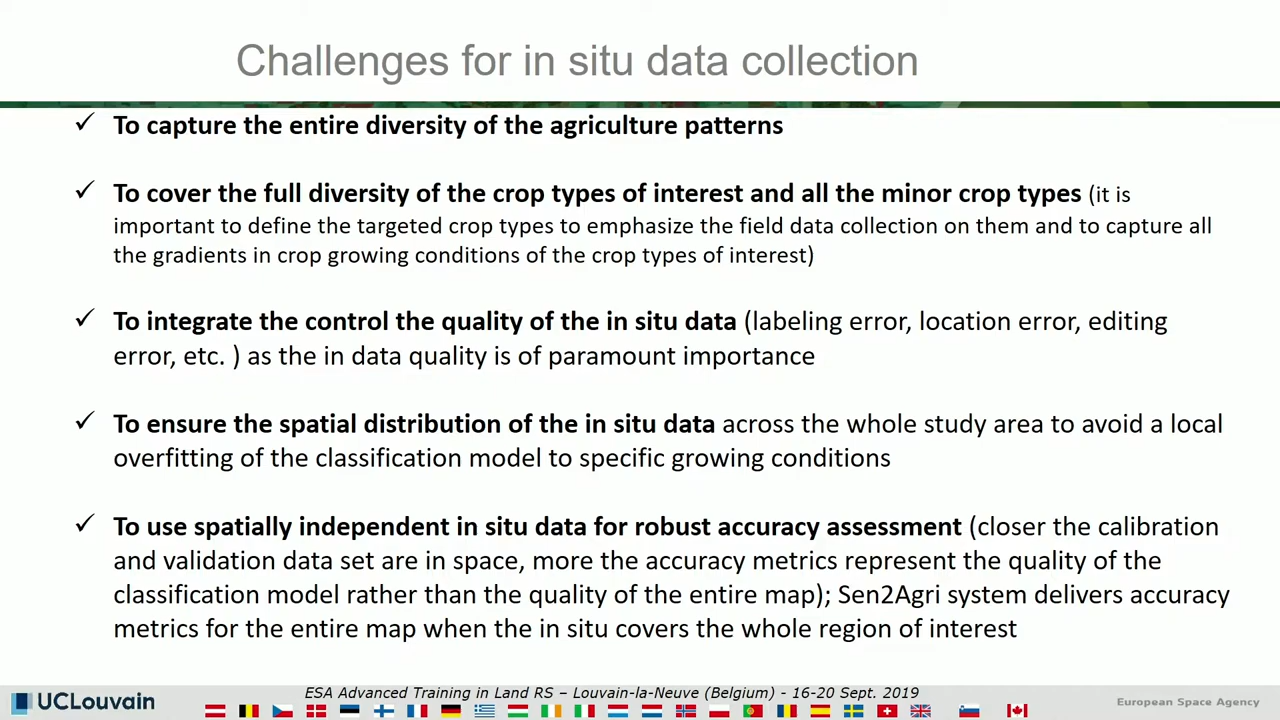 Challenges for in situ data collection
✓ To capture the entire diversity of the agriculture patterns
✓ To cover the full diversity of the crop types of interest and all the minor crop types (it is
important to define the targeted crop types to emphasize the field data collection on them and to capture all
the gradients in crop growing conditions of the crop types of interest)
✓ To integrate the control the quality of the in situ data (labeling error, location error, editing
error, etc. ) as the in data quality is of paramount importance
✓ To ensure the spatial distribution of the in situ data across the whole study area to avoid a local
overfitting of the classification model to specific growing conditions
✓ To use spatially independent in situ data for robust accuracy assessment (closer the calibration
and validation data set are in space, more the accuracy metrics represent the quality of the
classification model rather than the quality of the entire map); Sen2Agri system delivers accuracy
metrics for the entire map when the in situ covers the whole region of interest
UCLouvain
ESA Advanced Training in Land RS – Louvain-la-Neuve (Belgium) - 16-20 Sept. 2019
European Space Agency